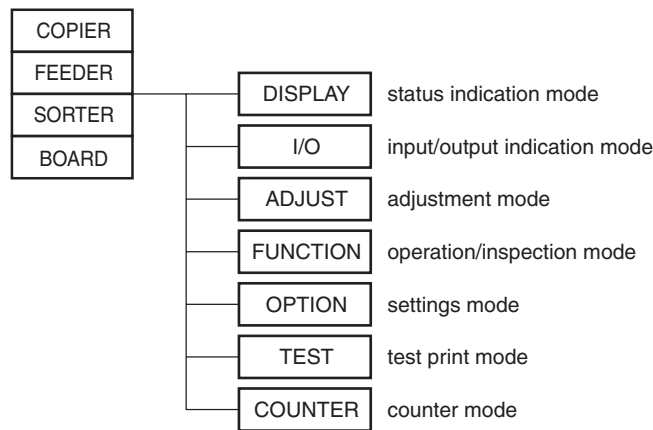 COPIER
FEEDER
SORTER
BOARD
DISPLAY status indication mode
I/O input/output indication mode
ADJUST adjustment mode
FUNCTION operation/inspection mode
OPTION settings mode
TEST test print mode
COUNTER counter mode